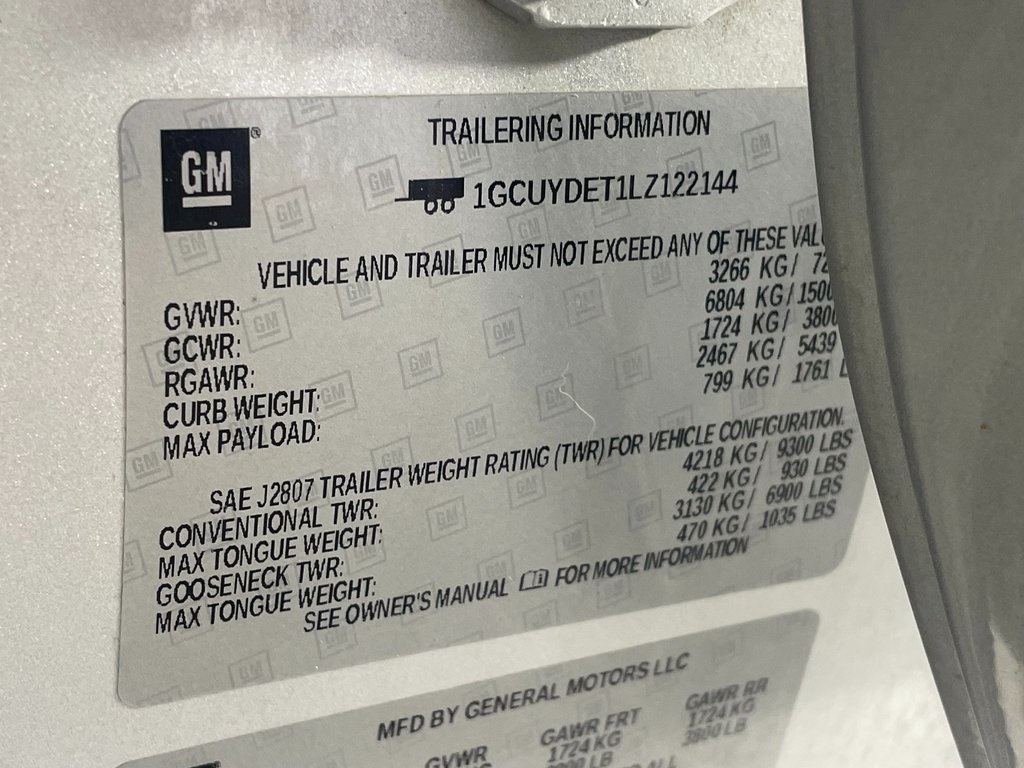 GM ®
TRAILERING INFORMATION
1GCUYDET1LZ122144
VEHICLE AND TRAILER MUST NOT EXCEED ANY OF THESE VAL
GVWR: 3266 KG/ 72
GCWR: 6804 KG/ 1500
RGAWR: 1724 KG/ 3800
CURB WEIGHT: 2467 KG/ 5439
MAX PAYLOAD: 799 KG/ 1761 L
SAE J2807 TRAILER WEIGHT RATING (TWR) FOR VEHICLE CONFIGURATION.
CONVENTIONAL TWR: 4218 KG/ 9300 LBS
MAX TONGUE WEIGHT: 422 KG/ 930 LBS
GOOSENECK TWR: 3130 KG/ 6900 LBS
MAX TONGUE WEIGHT: 470 KG/ 1035 LBS
SEE OWNER'S MANUAL FOR MORE INFORMATION
MFD BY GENERAL MOTORS LLC
GVWR GAWR FRT GAWR RR
1724 KG 1724 KG
3800 LB